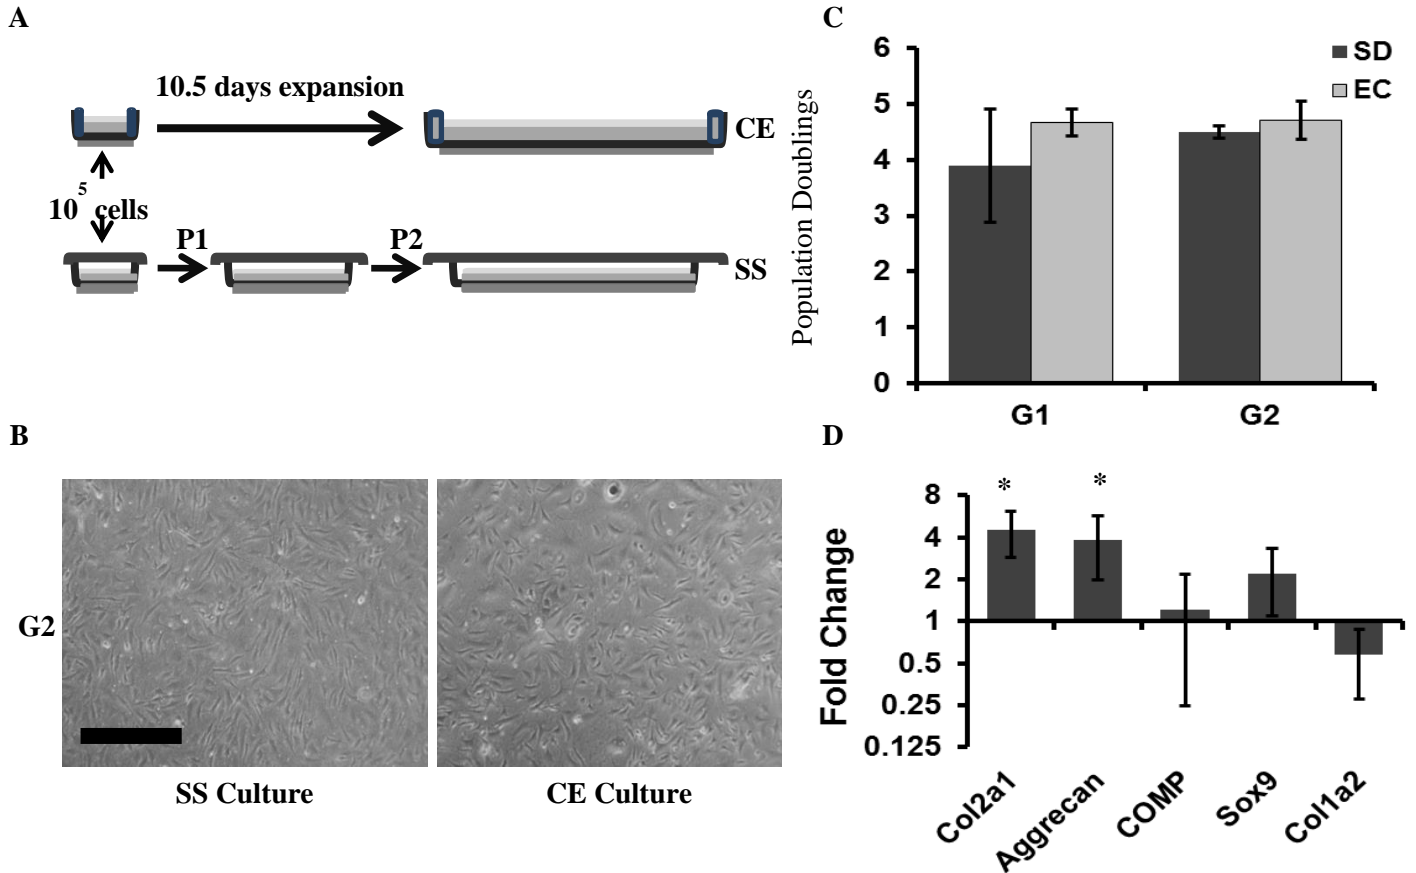 A
10.5 days expansion
CE
10^5 cells
P1
P2
SS
B
G2
SS Culture
CE Culture
C
SD
EC
Population Doublings
6
5
4
3
2
1
0
G1
G2
D
*
*
Fold Change
8
4
2
1
0.5
0.25
0.125
Col2a1
Aggrecan
COMP
Sox9
Col1a2